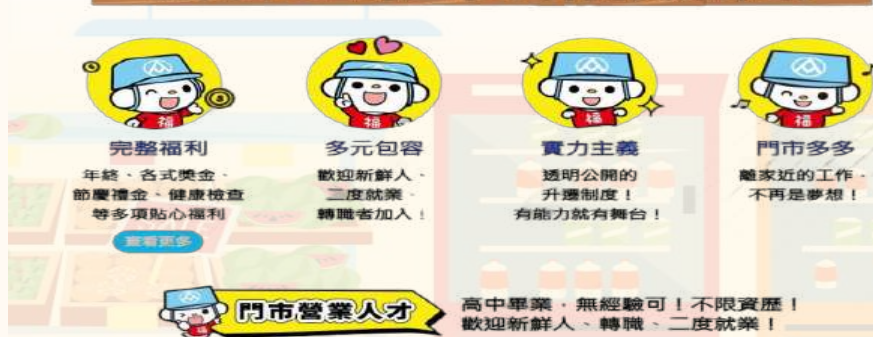 完整福利
年終、各式獎金、
節慶禮金、健康檢查
等多項貼心福利
查看更多
多元包容
歡迎新鮮人、
二度就業、
轉職者加入！
實力主義
透明公開的
升遷制度！
有能力就有舞台！
門市多多
離家近的工作，
不再是夢想！
福
福
福
福
福
門市營業人才
高中畢業，無經驗可！不限資歷！
歡迎新鮮人、轉職、二度就業！